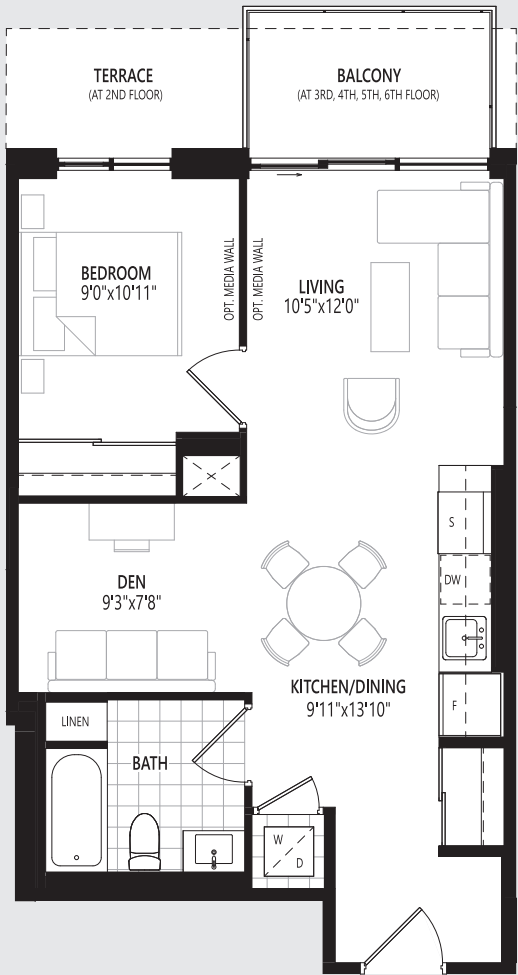 TERRACE
(AT 2ND FLOOR)
BALCONY
(AT 3RD, 4TH, 5TH, 6TH FLOOR)
BEDROOM
9'0"x10'11"
OPT. MEDIA WALL
OPT. MEDIA WALL
LIVING
10'5"x12'0"
S
DW
DEN
9'3"x7'8"
KITCHEN/DINING
9'11"x13'10"
F
LINEN
BATH
W
D